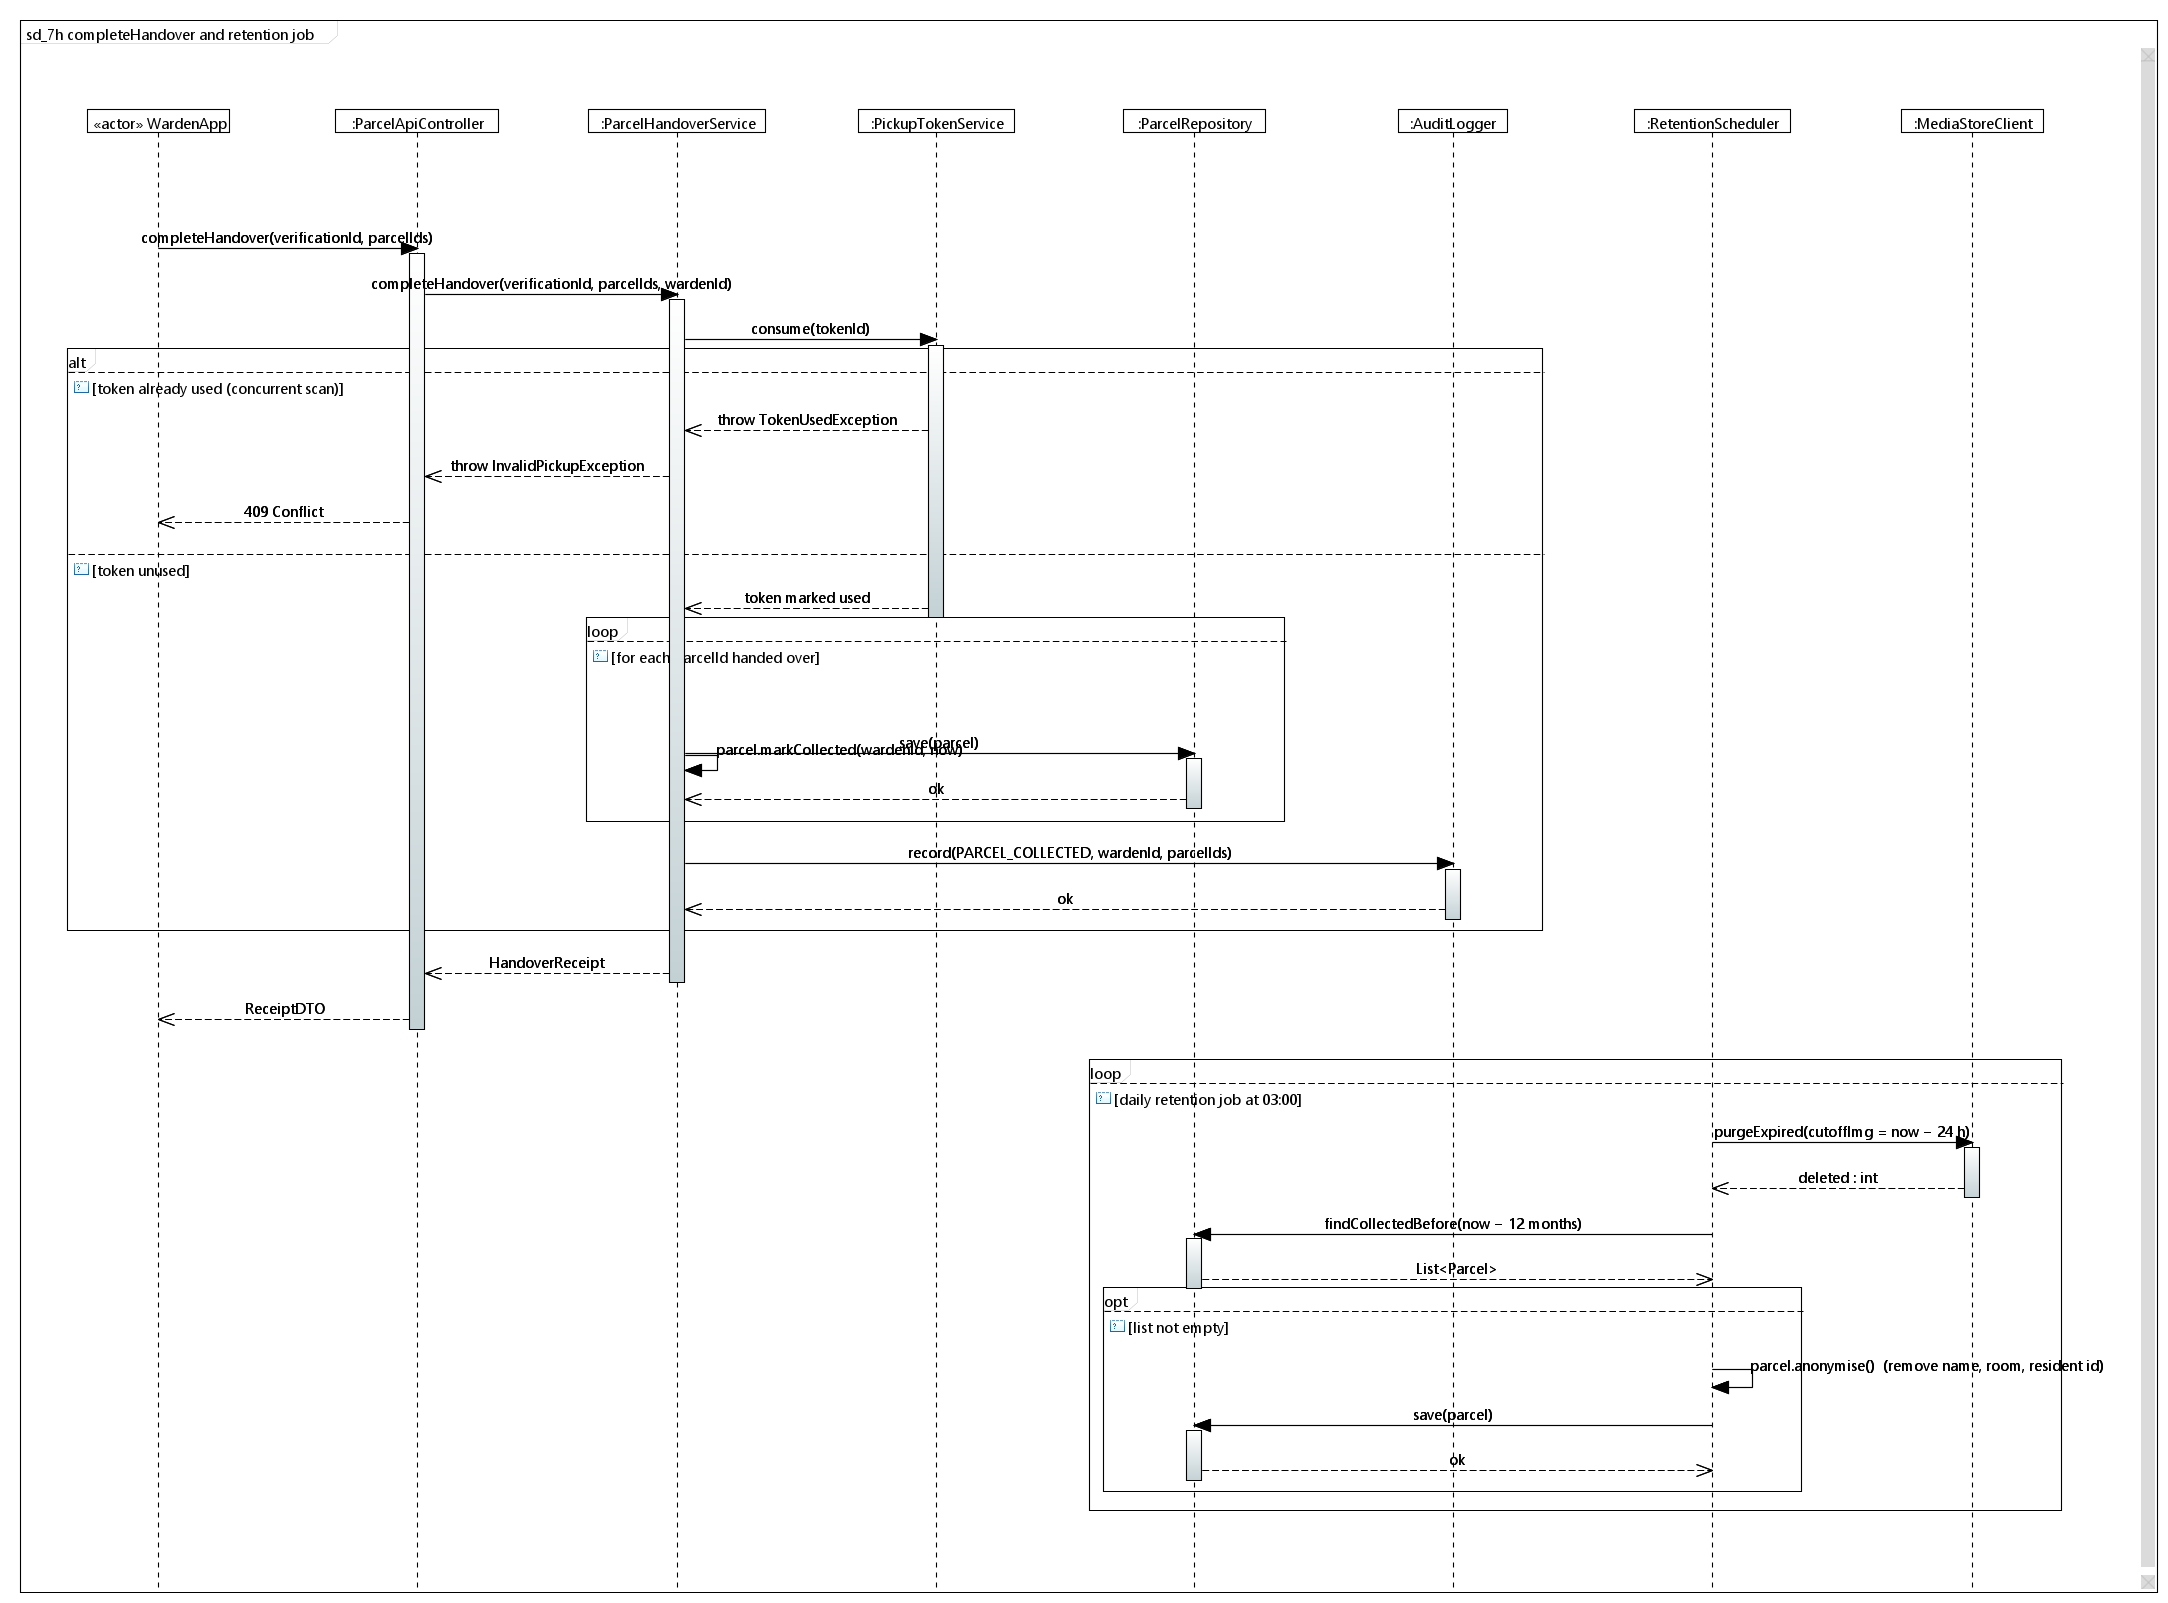 sd_7h completeHandover and retention job
«actor» WardenApp
:ParcelApiController
:ParcelHandoverService
:PickupTokenService
:ParcelRepository
:AuditLogger
:RetentionScheduler
:MediaStoreClient
completeHandover(verificationId, parcelIds)
completeHandover(verificationId, parcelIds, wardenId)
consume(tokenId)
alt
[token already used (concurrent scan)]
throw TokenUsedException
throw InvalidPickupException
409 Conflict
[token unused]
token marked used
loop
[for each parcelId handed over]
save(parcel)
parcel.markCollected(wardenId, now)
ok
record(PARCEL_COLLECTED, wardenId, parcelIds)
ok
HandoverReceipt
ReceiptDTO
loop
[daily retention job at 03:00]
purgeExpired(cutoffImg = now − 24 h)
deleted : int
findCollectedBefore(now − 12 months)
List<Parcel>
opt
[list not empty]
parcel.anonymise()  (remove name, room, resident id)
save(parcel)
ok